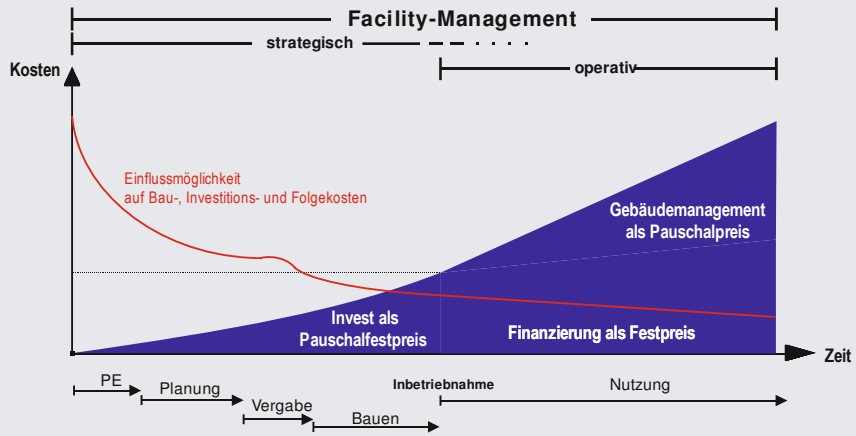 Facility-Management
strategisch
operativ
Kosten
Einflussmöglichkeit
auf Bau-, Investitions- und Folgekosten
Gebäudemanagement
als Pauschalpreis
Invest als
Pauschalfestpreis
Finanzierung als Festpreis
Zeit
PE
Planung
Vergabe
Bauen
Inbetriebnahme
Nutzung